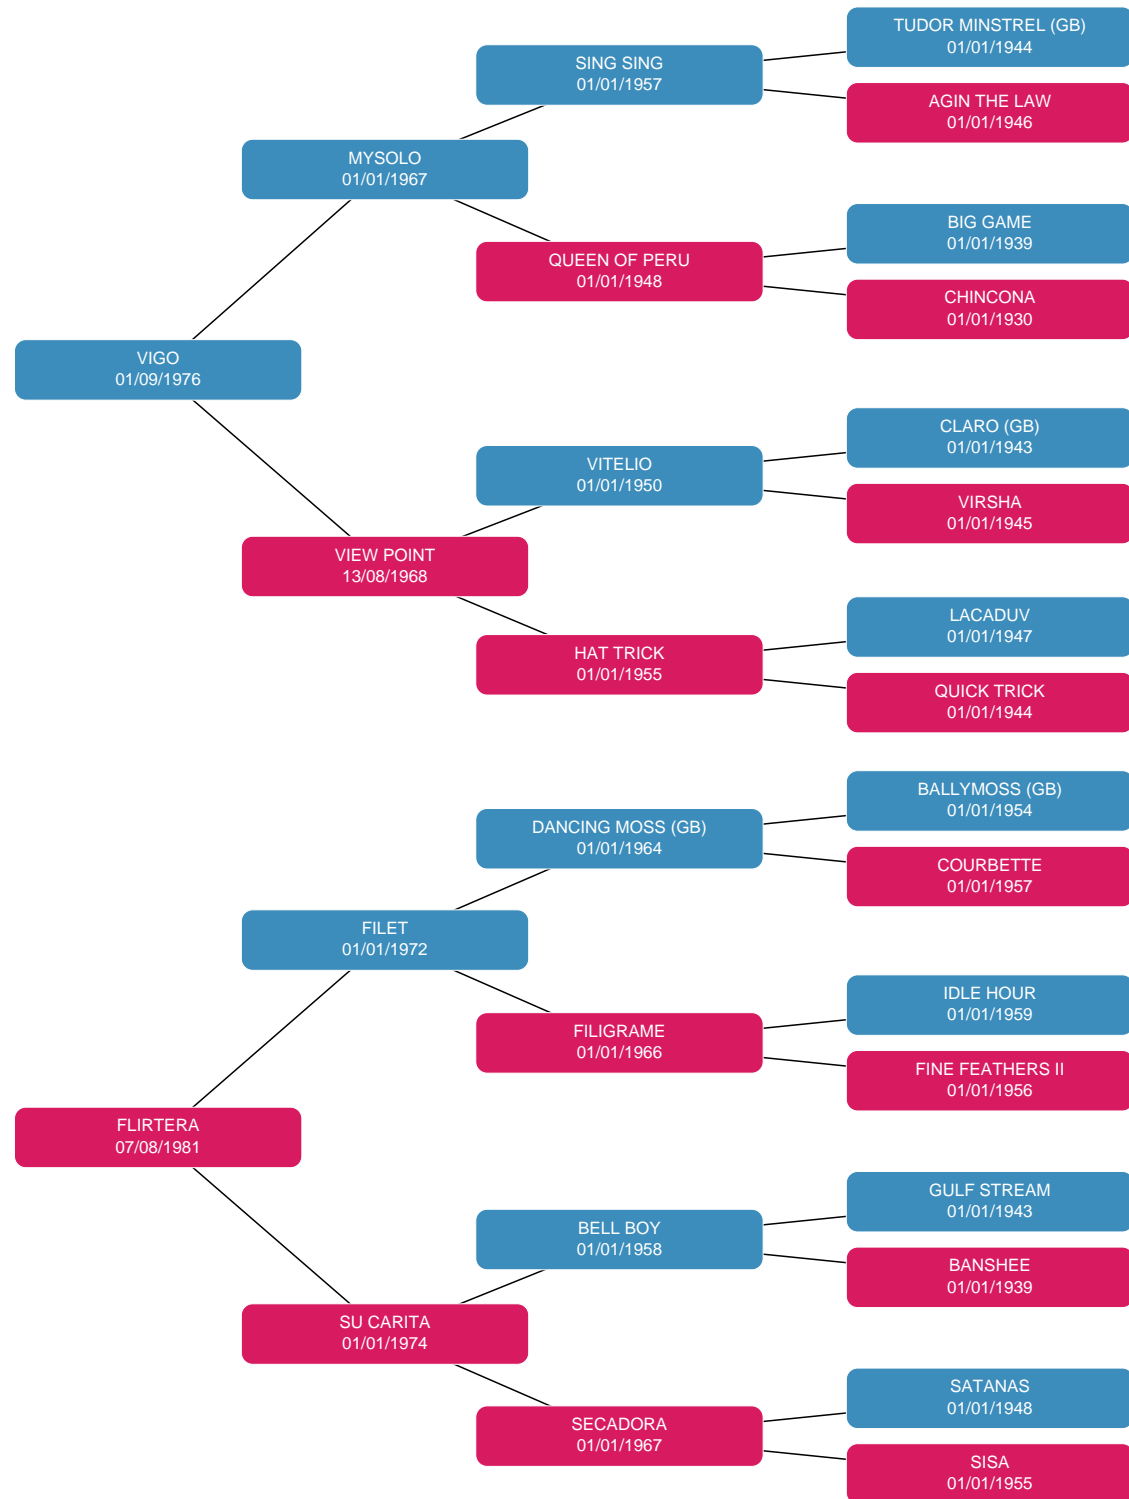 TUDOR MINSTREL (GB)
01/01/1944
SING SING
01/01/1957
AGIN THE LAW
01/01/1946
MYSOLO
01/01/1967
BIG GAME
01/01/1939
QUEEN OF PERU
01/01/1948
CHINCONA
01/01/1930
VIGO
01/09/1976
CLARO (GB)
01/01/1943
VITELIO
01/01/1950
VIRSHA
01/01/1945
VIEW POINT
13/08/1968
LACADUV
01/01/1947
HAT TRICK
01/01/1955
QUICK TRICK
01/01/1944
BALLYMOSS (GB)
01/01/1954
DANCING MOSS (GB)
01/01/1964
COURBETTE
01/01/1957
FILET
01/01/1972
IDLE HOUR
01/01/1959
FILIGRAME
01/01/1966
FINE FEATHERS II
01/01/1956
FLIRTERA
07/08/1981
GULF STREAM
01/01/1943
BELL BOY
01/01/1958
BANSHEE
01/01/1939
SU CARITA
01/01/1974
SATANAS
01/01/1948
SECADORA
01/01/1967
SISA
01/01/1955